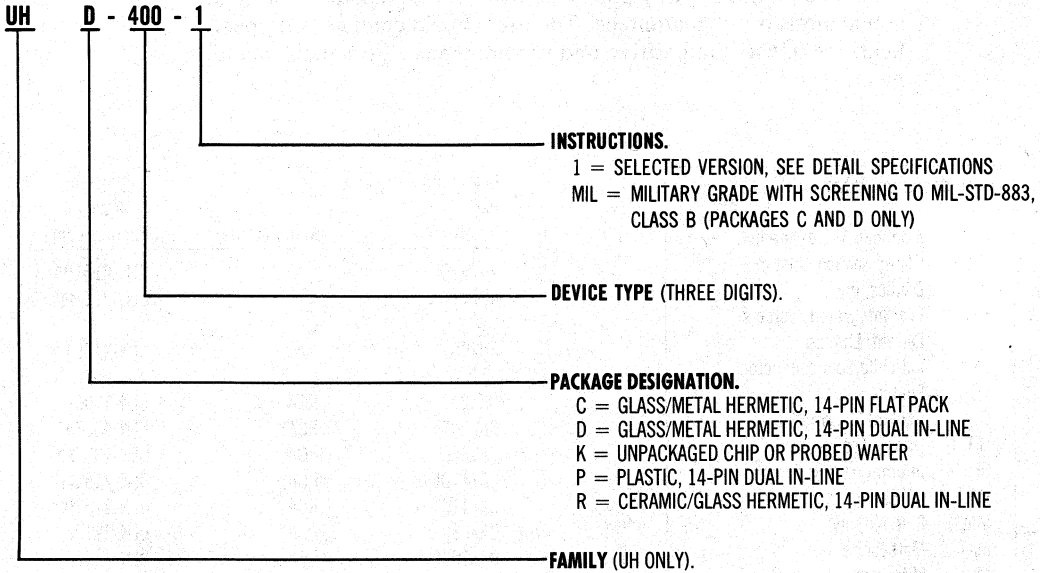 UH D - 400 - 1
INSTRUCTIONS.
1 = SELECTED VERSION, SEE DETAIL SPECIFICATIONS
MIL = MILITARY GRADE WITH SCREENING TO MIL-STD-883,
CLASS B (PACKAGES C AND D ONLY)
DEVICE TYPE (THREE DIGITS).
PACKAGE DESIGNATION.
C = GLASS/METAL HERMETIC, 14-PIN FLAT PACK
D = GLASS/METAL HERMETIC, 14-PIN DUAL IN-LINE
K = UNPACKAGED CHIP OR PROBED WAFER
P = PLASTIC, 14-PIN DUAL IN-LINE
R = CERAMIC/GLASS HERMETIC, 14-PIN DUAL IN-LINE
FAMILY (UH ONLY).